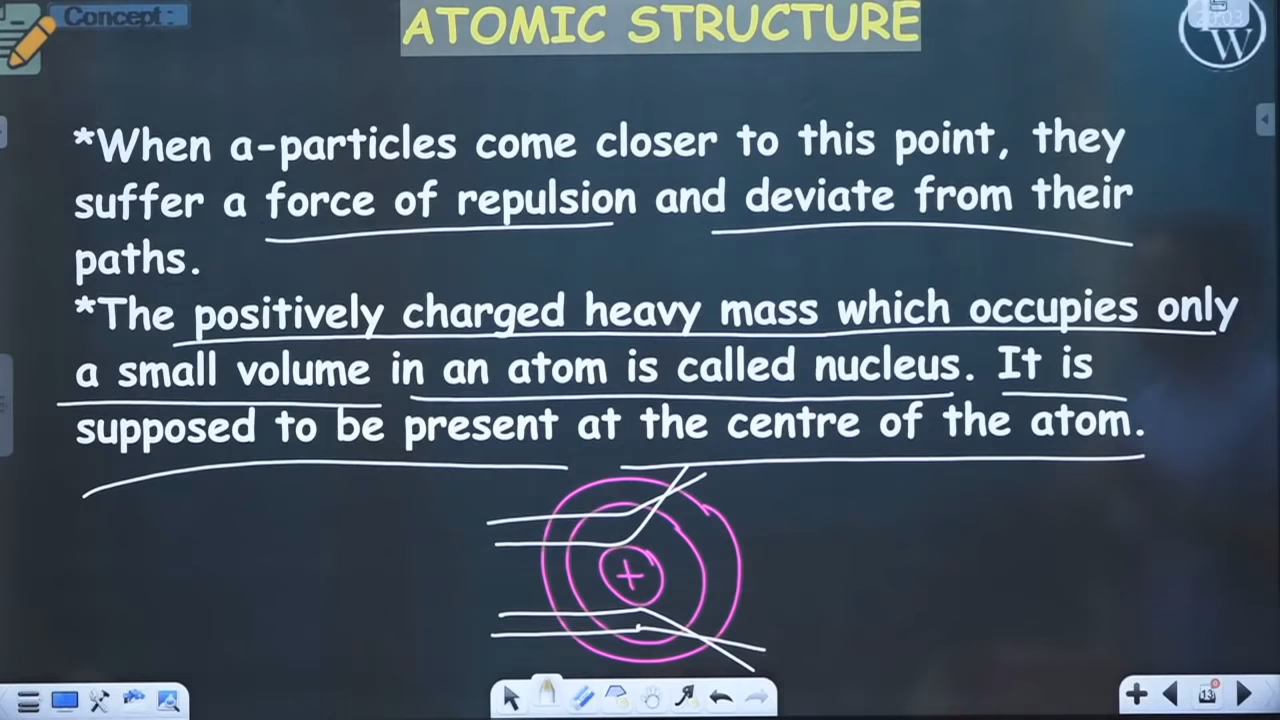 Concept :
ATOMIC STRUCTURE
W
*When a-particles come closer to this point, they
suffer a force of repulsion and deviate from their
paths.
*The positively charged heavy mass which occupies only
a small volume in an atom is called nucleus. It is
supposed to be present at the centre of the atom.
+
13